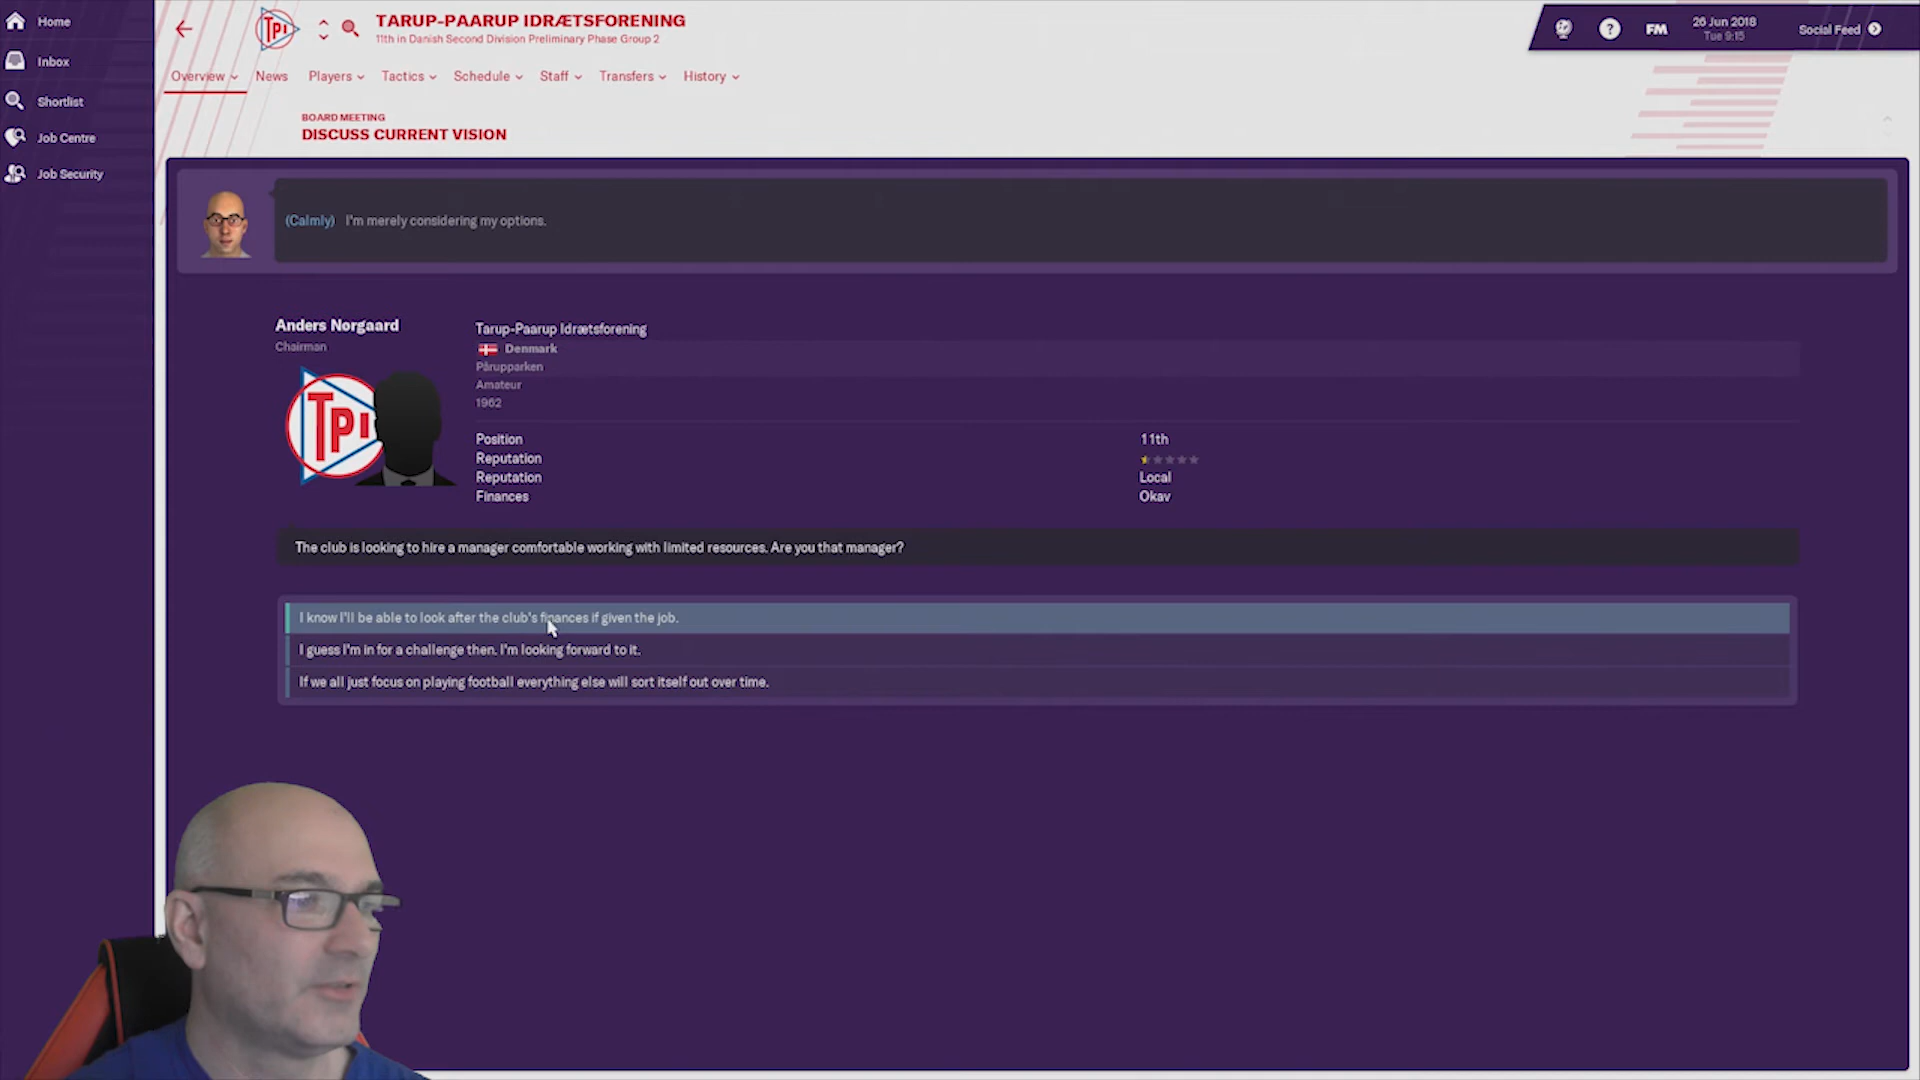 Home
Inbox
Shortlist
Job Centre
Job Security
TPI
TARUP-PAARUP IDRÆTSFORENING
11th in Danish Second Division Preliminary Phase Group 2
?
FM
26 Jun 2018
Tue 9:15
Social Feed
Overview
News
Players
Tactics
Schedule
Staff
Transfers
History
BOARD MEETING
DISCUSS CURRENT VISION
(Calmly) I'm merely considering my options.
Anders Nørgaard
Chairman
TPI
Tarup-Paarup Idrætsforening
Denmark
Pårupparken
Amateur
1962
Position 11th
Reputation
Reputation Local
Finances Okay
The club is looking to hire a manager comfortable working with limited resources. Are you that manager?
I know I'll be able to look after the club's finances if given the job.
I guess I'm in for a challenge then. I'm looking forward to it.
If we all just focus on playing football everything else will sort itself out over time.